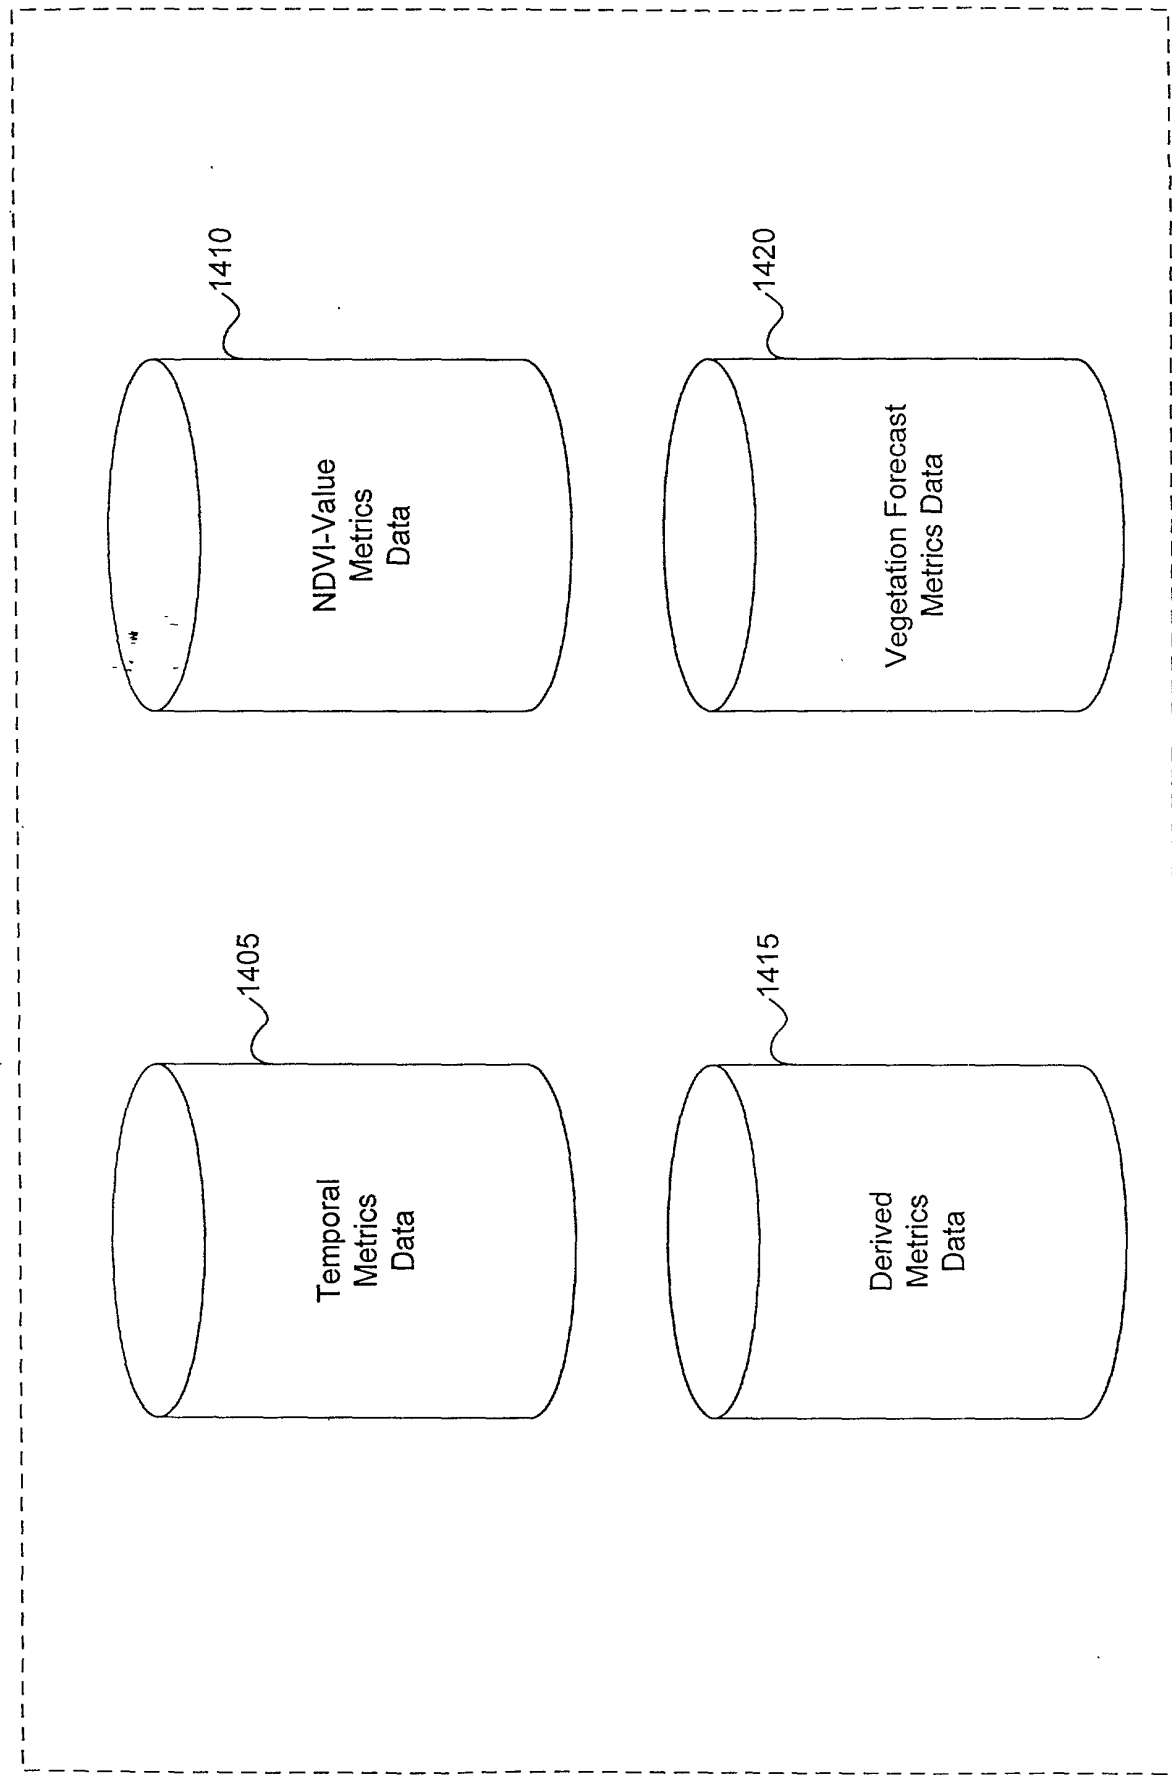 1405
Temporal
Metrics
Data
1410
NDVI-Value
Metrics
Data
1415
Derived
Metrics
Data
1420
Vegetation Forecast
Metrics Data